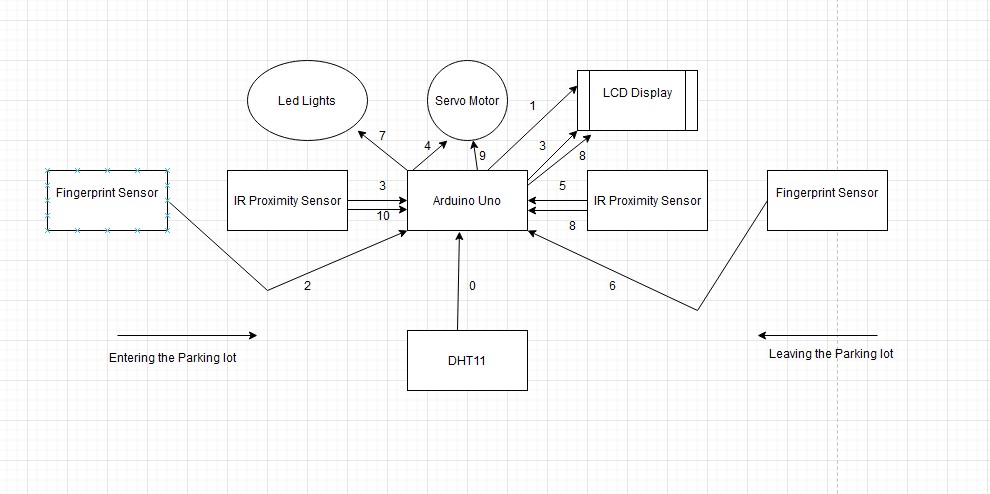 Led Lights
Servo Motor
LCD Display
1
7
4
9
3
8
Fingerprint Sensor
IR Proximity Sensor
3
10
Arduino Uno
5
8
IR Proximity Sensor
Fingerprint Sensor
2
0
6
Entering the Parking lot
DHT11
Leaving the Parking lot